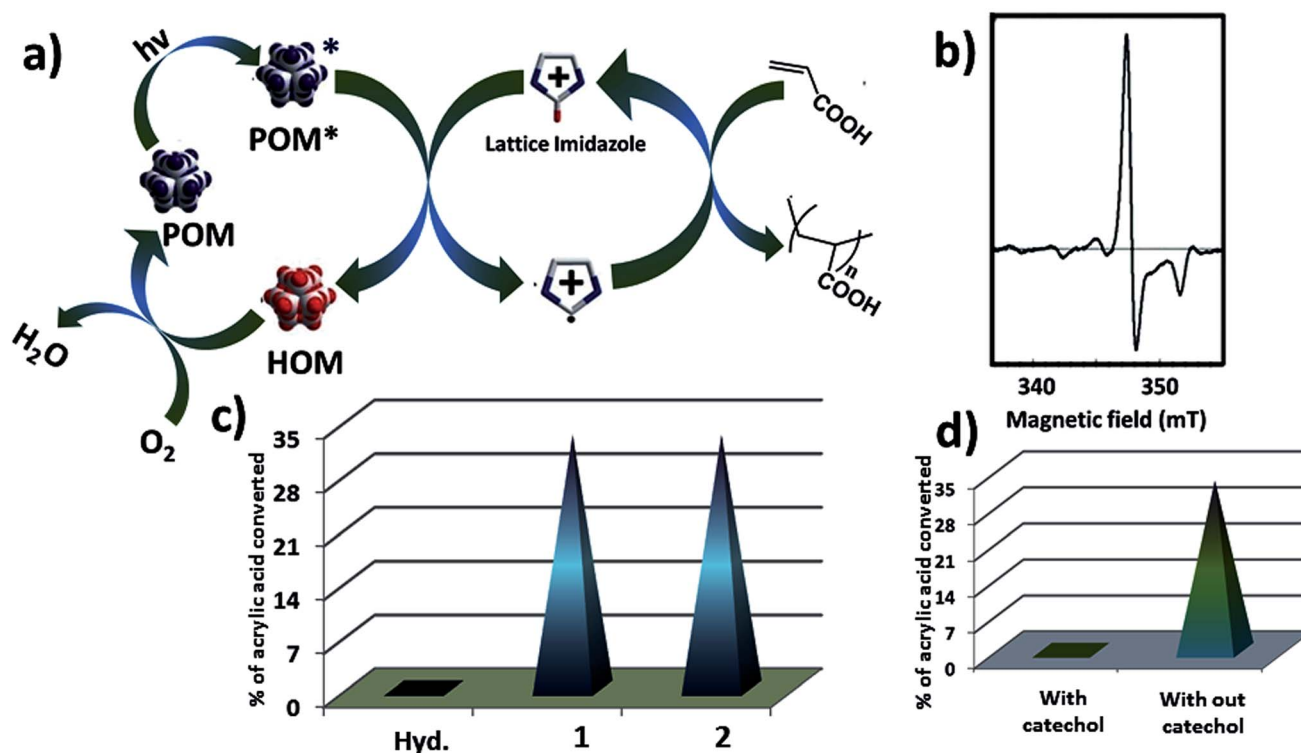 a)
hv
*
POM*
POM
HOM
H₂O
O₂
+
Lattice Imidazole
+
COOH
n
COOH
b)
340 350
Magnetic field (mT)
c)
% of acrylic acid converted
35
28
21
14
7
0
Hyd. 1 2
d)
% of acrylic acid converted
35
28
21
14
7
0
With
catechol
With out
catechol